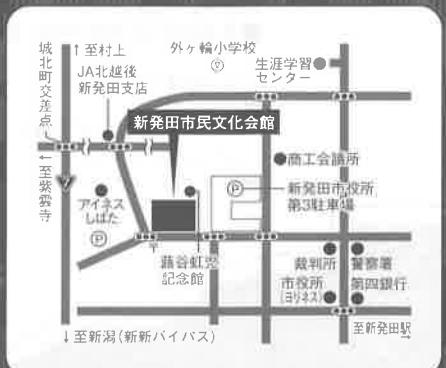 城北町交差点
↑至村上
外ヶ輪小学校
生涯学習
センター
JA北越後
新発田支店
新発田市民文化会館
←至紫雲寺
商工会議所
アイネス
しばた
P
P
新発田市役所
第3駐車場
蕗谷虹児
記念館
裁判所
警察署
市役所
(ヨリネス)
第四銀行
至新発田駅→
↓至新潟(新新バイパス)